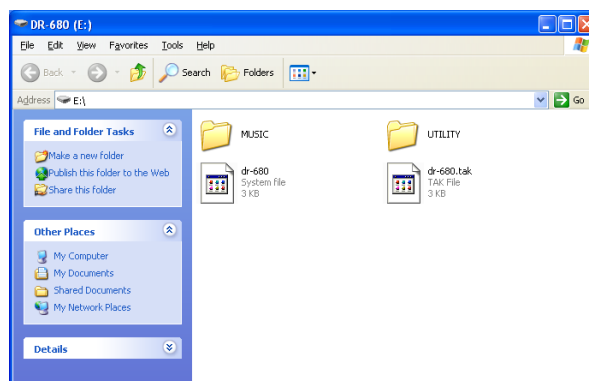 DR-680 (E:)
File Edit View Favorites Tools Help
Back Search Folders
Address E:\ Go
File and Folder Tasks
Make a new folder
Publish this folder to the Web
Share this folder
Other Places
My Computer
My Documents
Shared Documents
My Network Places
Details
MUSIC
UTILITY
dr-680
System file
3 KB
dr-680.tak
TAK File
3 KB